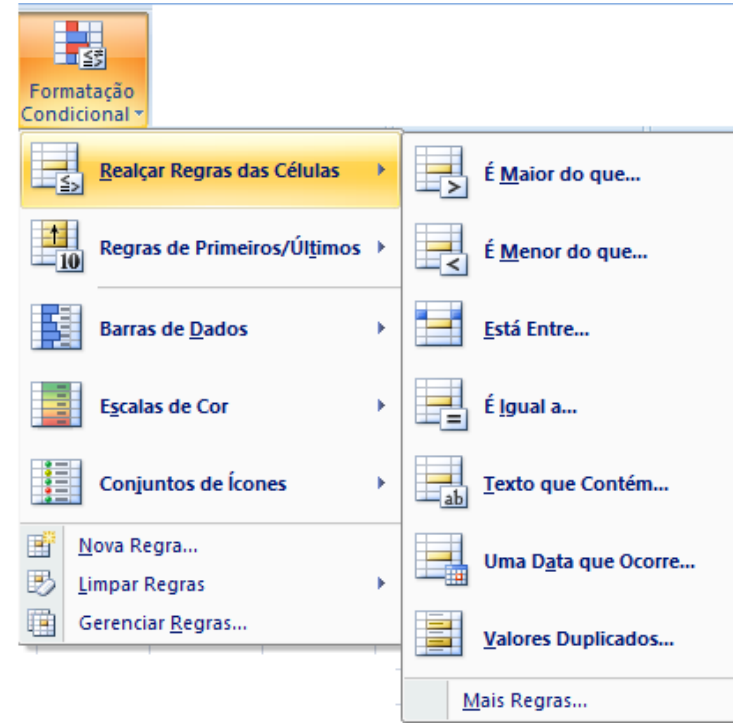 Formatação
Condicional
Realçar Regras das Células
Regras de Primeiros/Últimos
Barras de Dados
Escalas de Cor
Conjuntos de Ícones
Nova Regra...
Limpar Regras
Gerenciar Regras...
É Maior do que...
É Menor do que...
Está Entre...
É Igual a...
Texto que Contém...
Uma Data que Ocorre...
Valores Duplicados...
Mais Regras...
10
ab